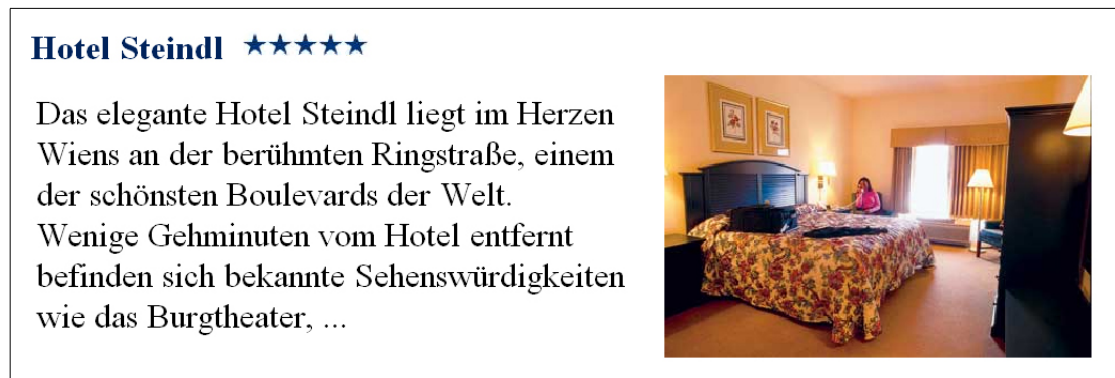 Hotel Steindl ★★★★★
Das elegante Hotel Steindl liegt im Herzen
Wiens an der berühmten Ringstraße, einem
der schönsten Boulevards der Welt.
Wenige Gehminuten vom Hotel entfernt
befinden sich bekannte Sehenswürdigkeiten
wie das Burgtheater, ...